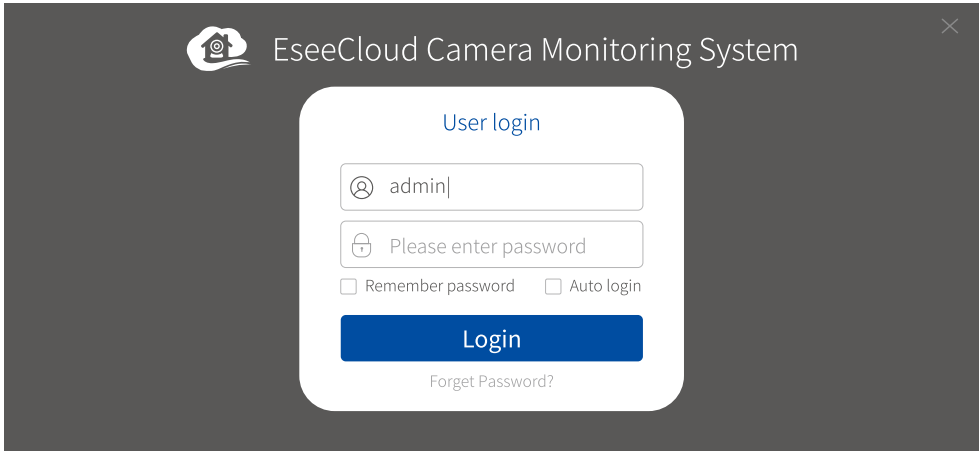 EseeCloud Camera Monitoring System
User login
admin
Please enter password
Remember password Auto login
Login
Forget Password?